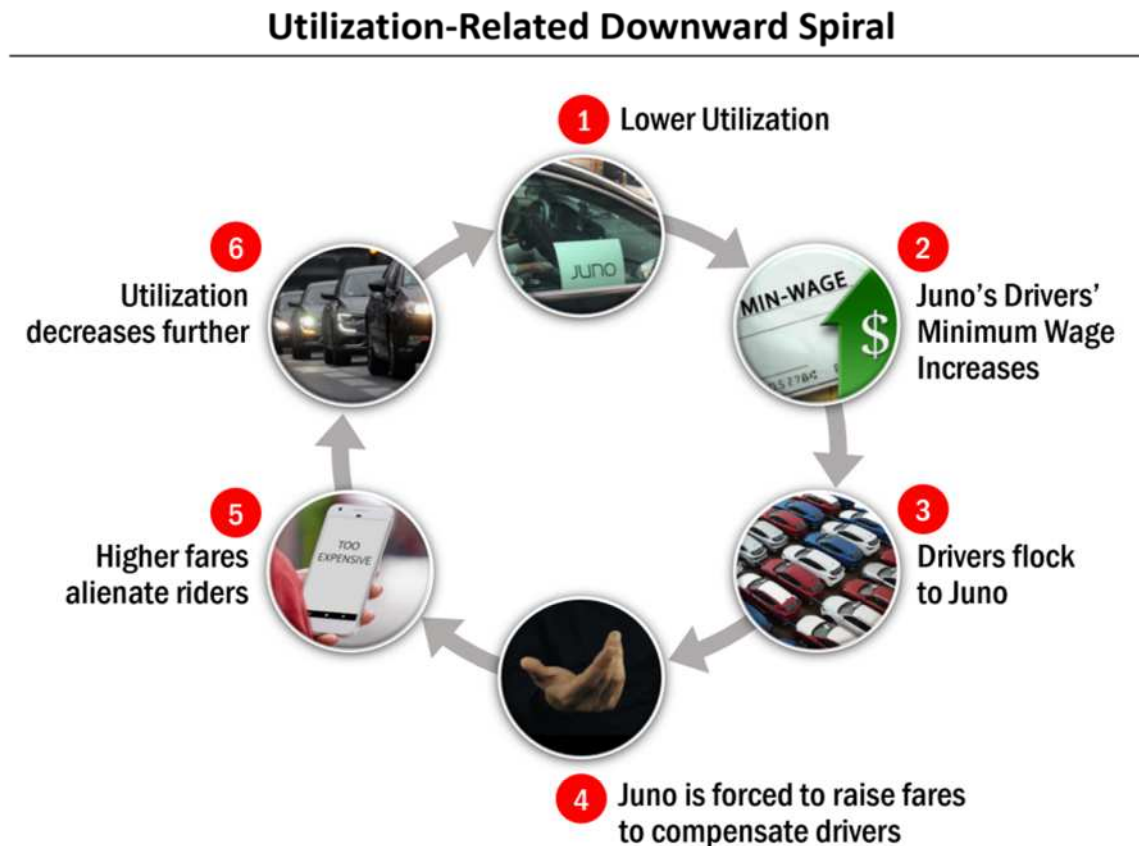 Utilization-Related Downward Spiral
1 Lower Utilization
JUNO
2
Juno's Drivers'
Minimum Wage
Increases
MIN-WAGE
$
3
Drivers flock
to Juno
4 Juno is forced to raise fares
to compensate drivers
5
Higher fares
alienate riders
TOO
EXPENSIVE
6
Utilization
decreases further